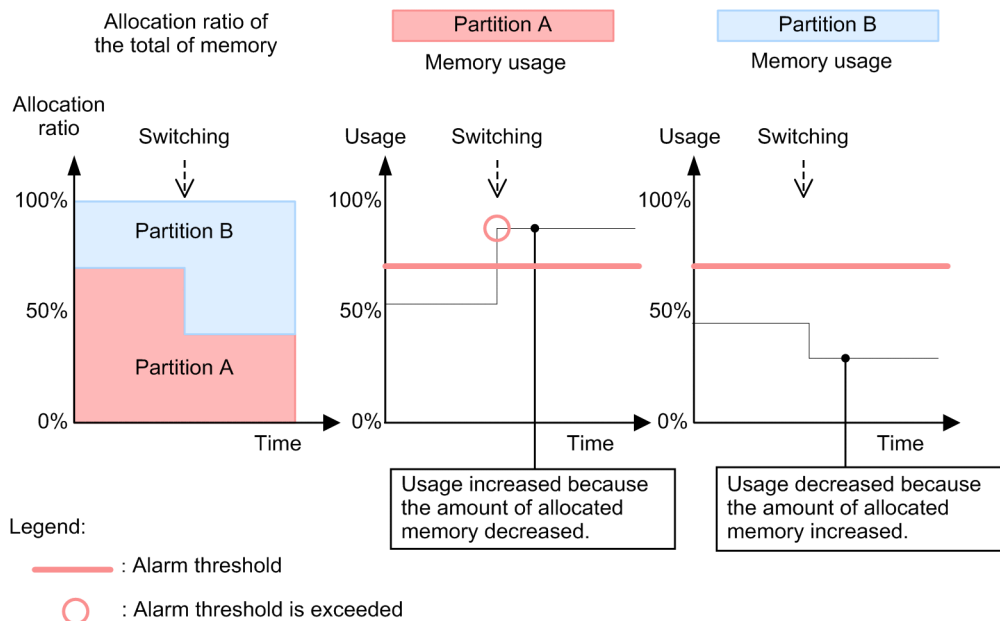 Allocation ratio of
the total of memory
Partition A
Memory usage
Partition B
Memory usage
Allocation
ratio
Switching
100%
Partition B
50%
Partition A
0%
Time
Usage
Switching
100%
50%
0%
Time
Usage increased because
the amount of allocated
memory decreased.
Usage
Switching
100%
50%
0%
Time
Usage decreased because
the amount of allocated
memory increased.
Legend:
: Alarm threshold
: Alarm threshold is exceeded